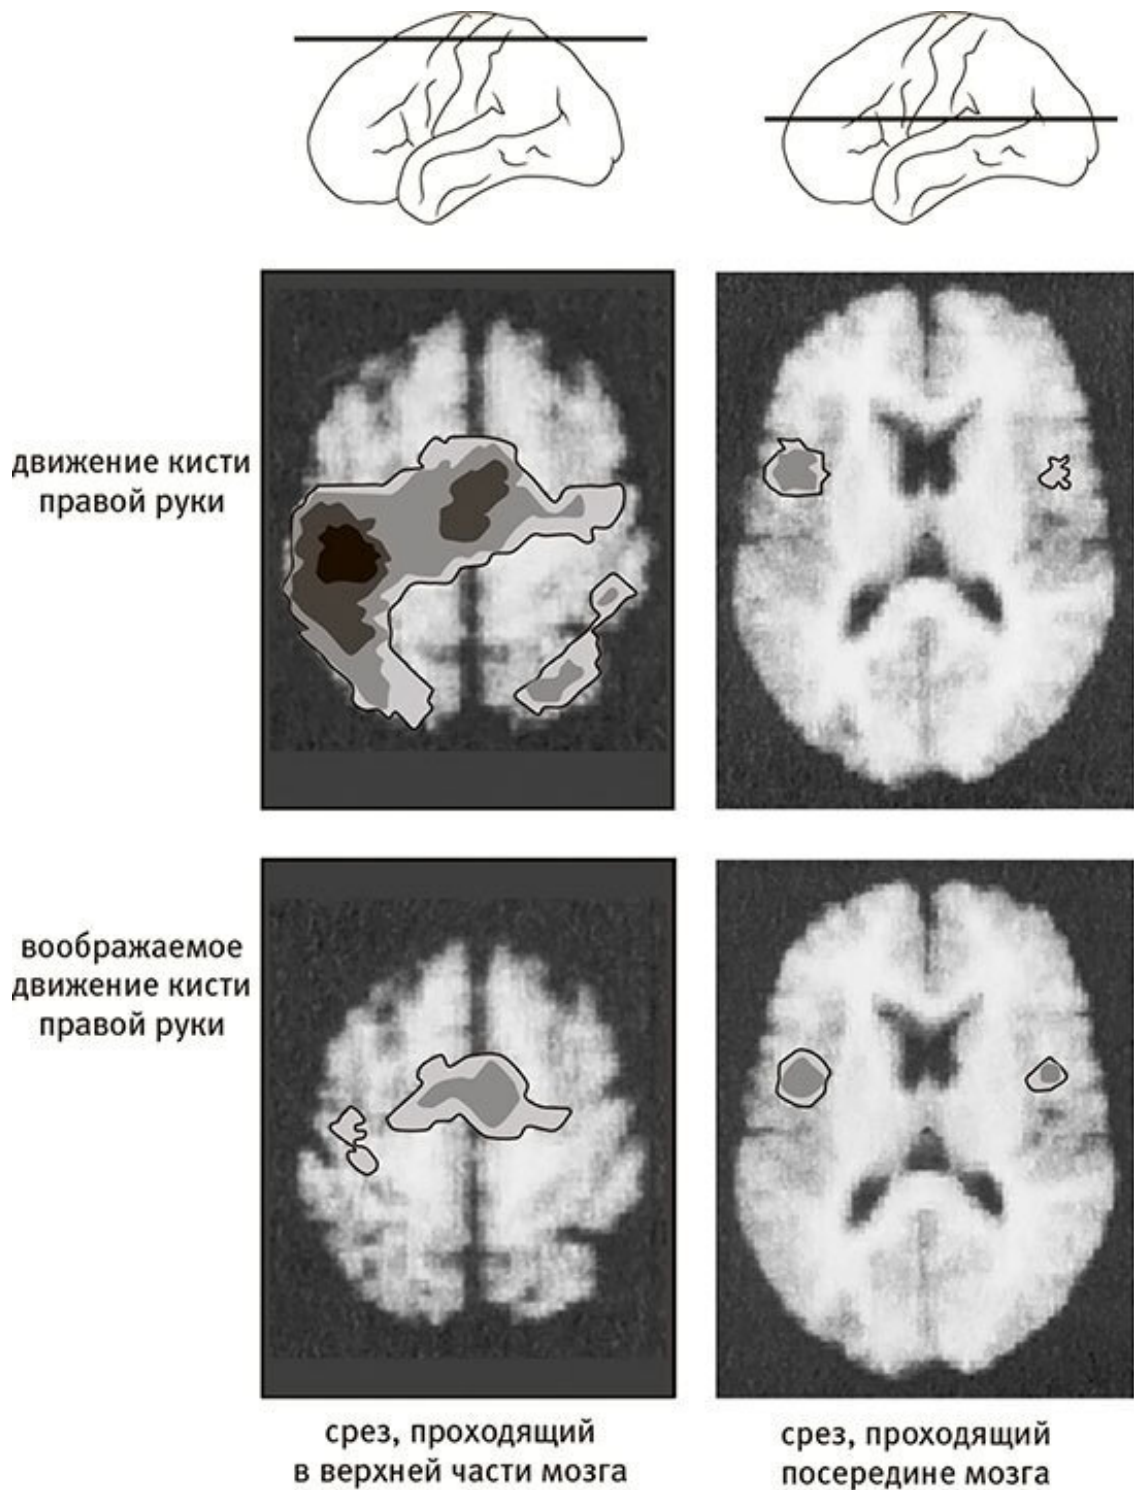 движение кисти
правой руки
воображаемое
движение кисти
правой руки
срез, проходящий
в верхней части мозга
срез, проходящий
посередине мозга